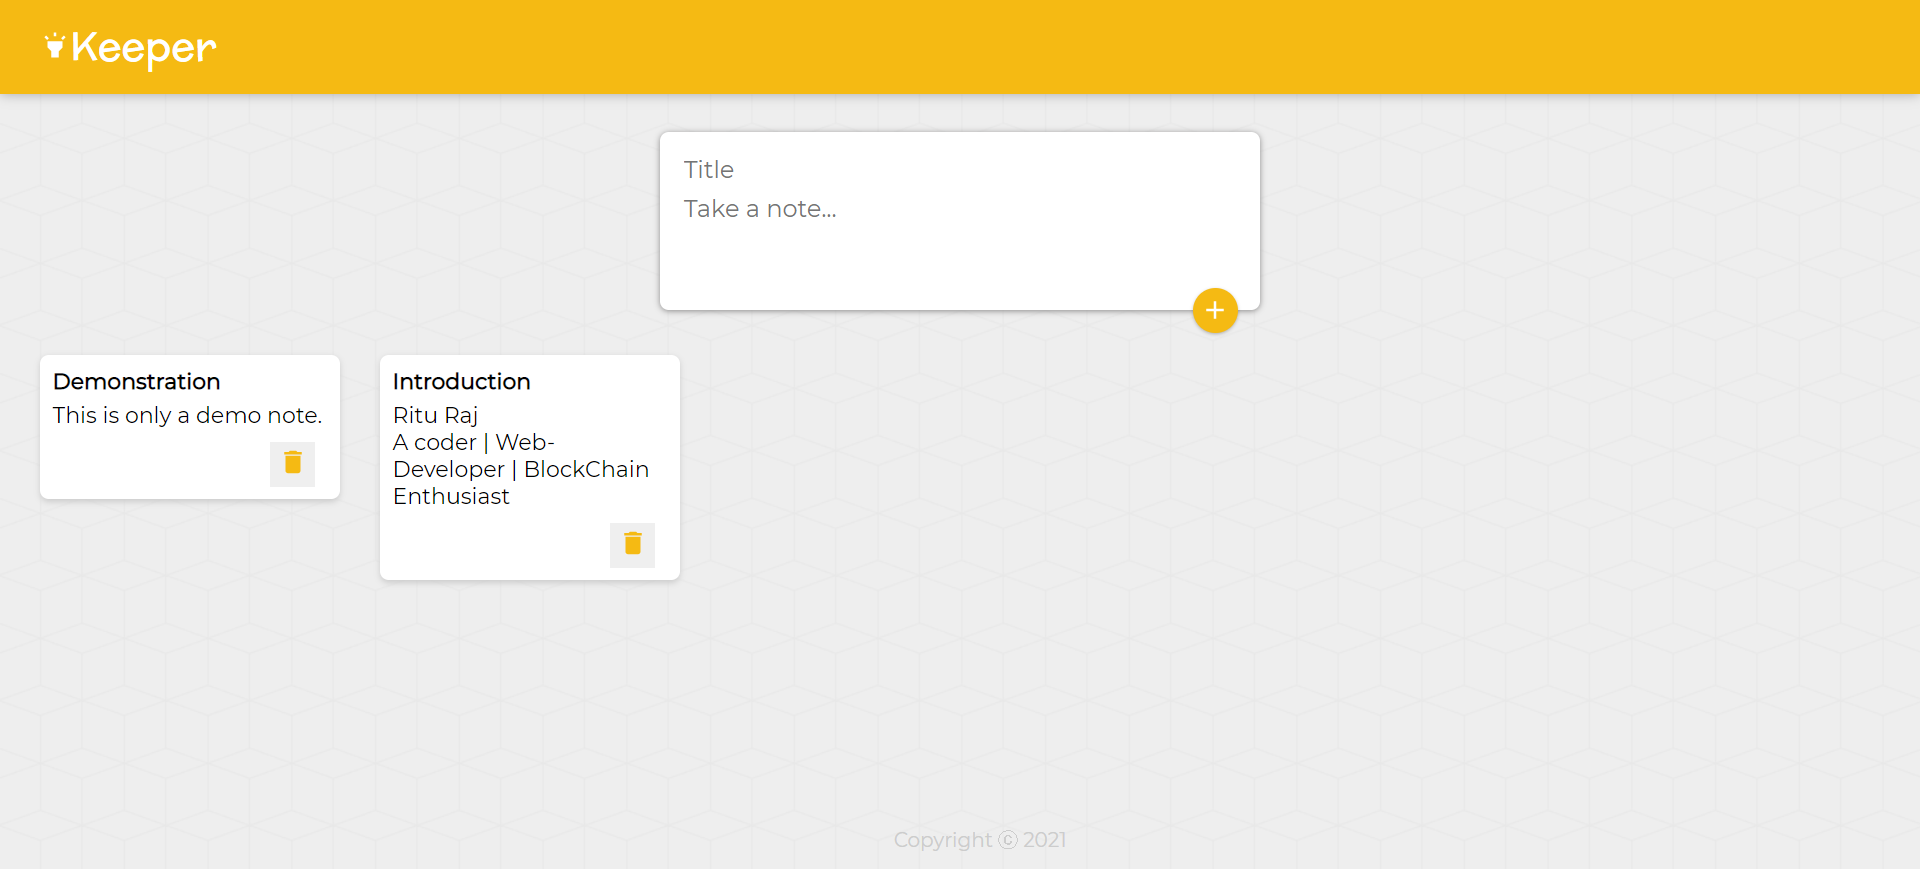 Keeper
Title
Take a note...
Demonstration
This is only a demo note.
Introduction
Ritu Raj
A coder | Web-
Developer | BlockChain
Enthusiast
Copyright ⓒ 2021